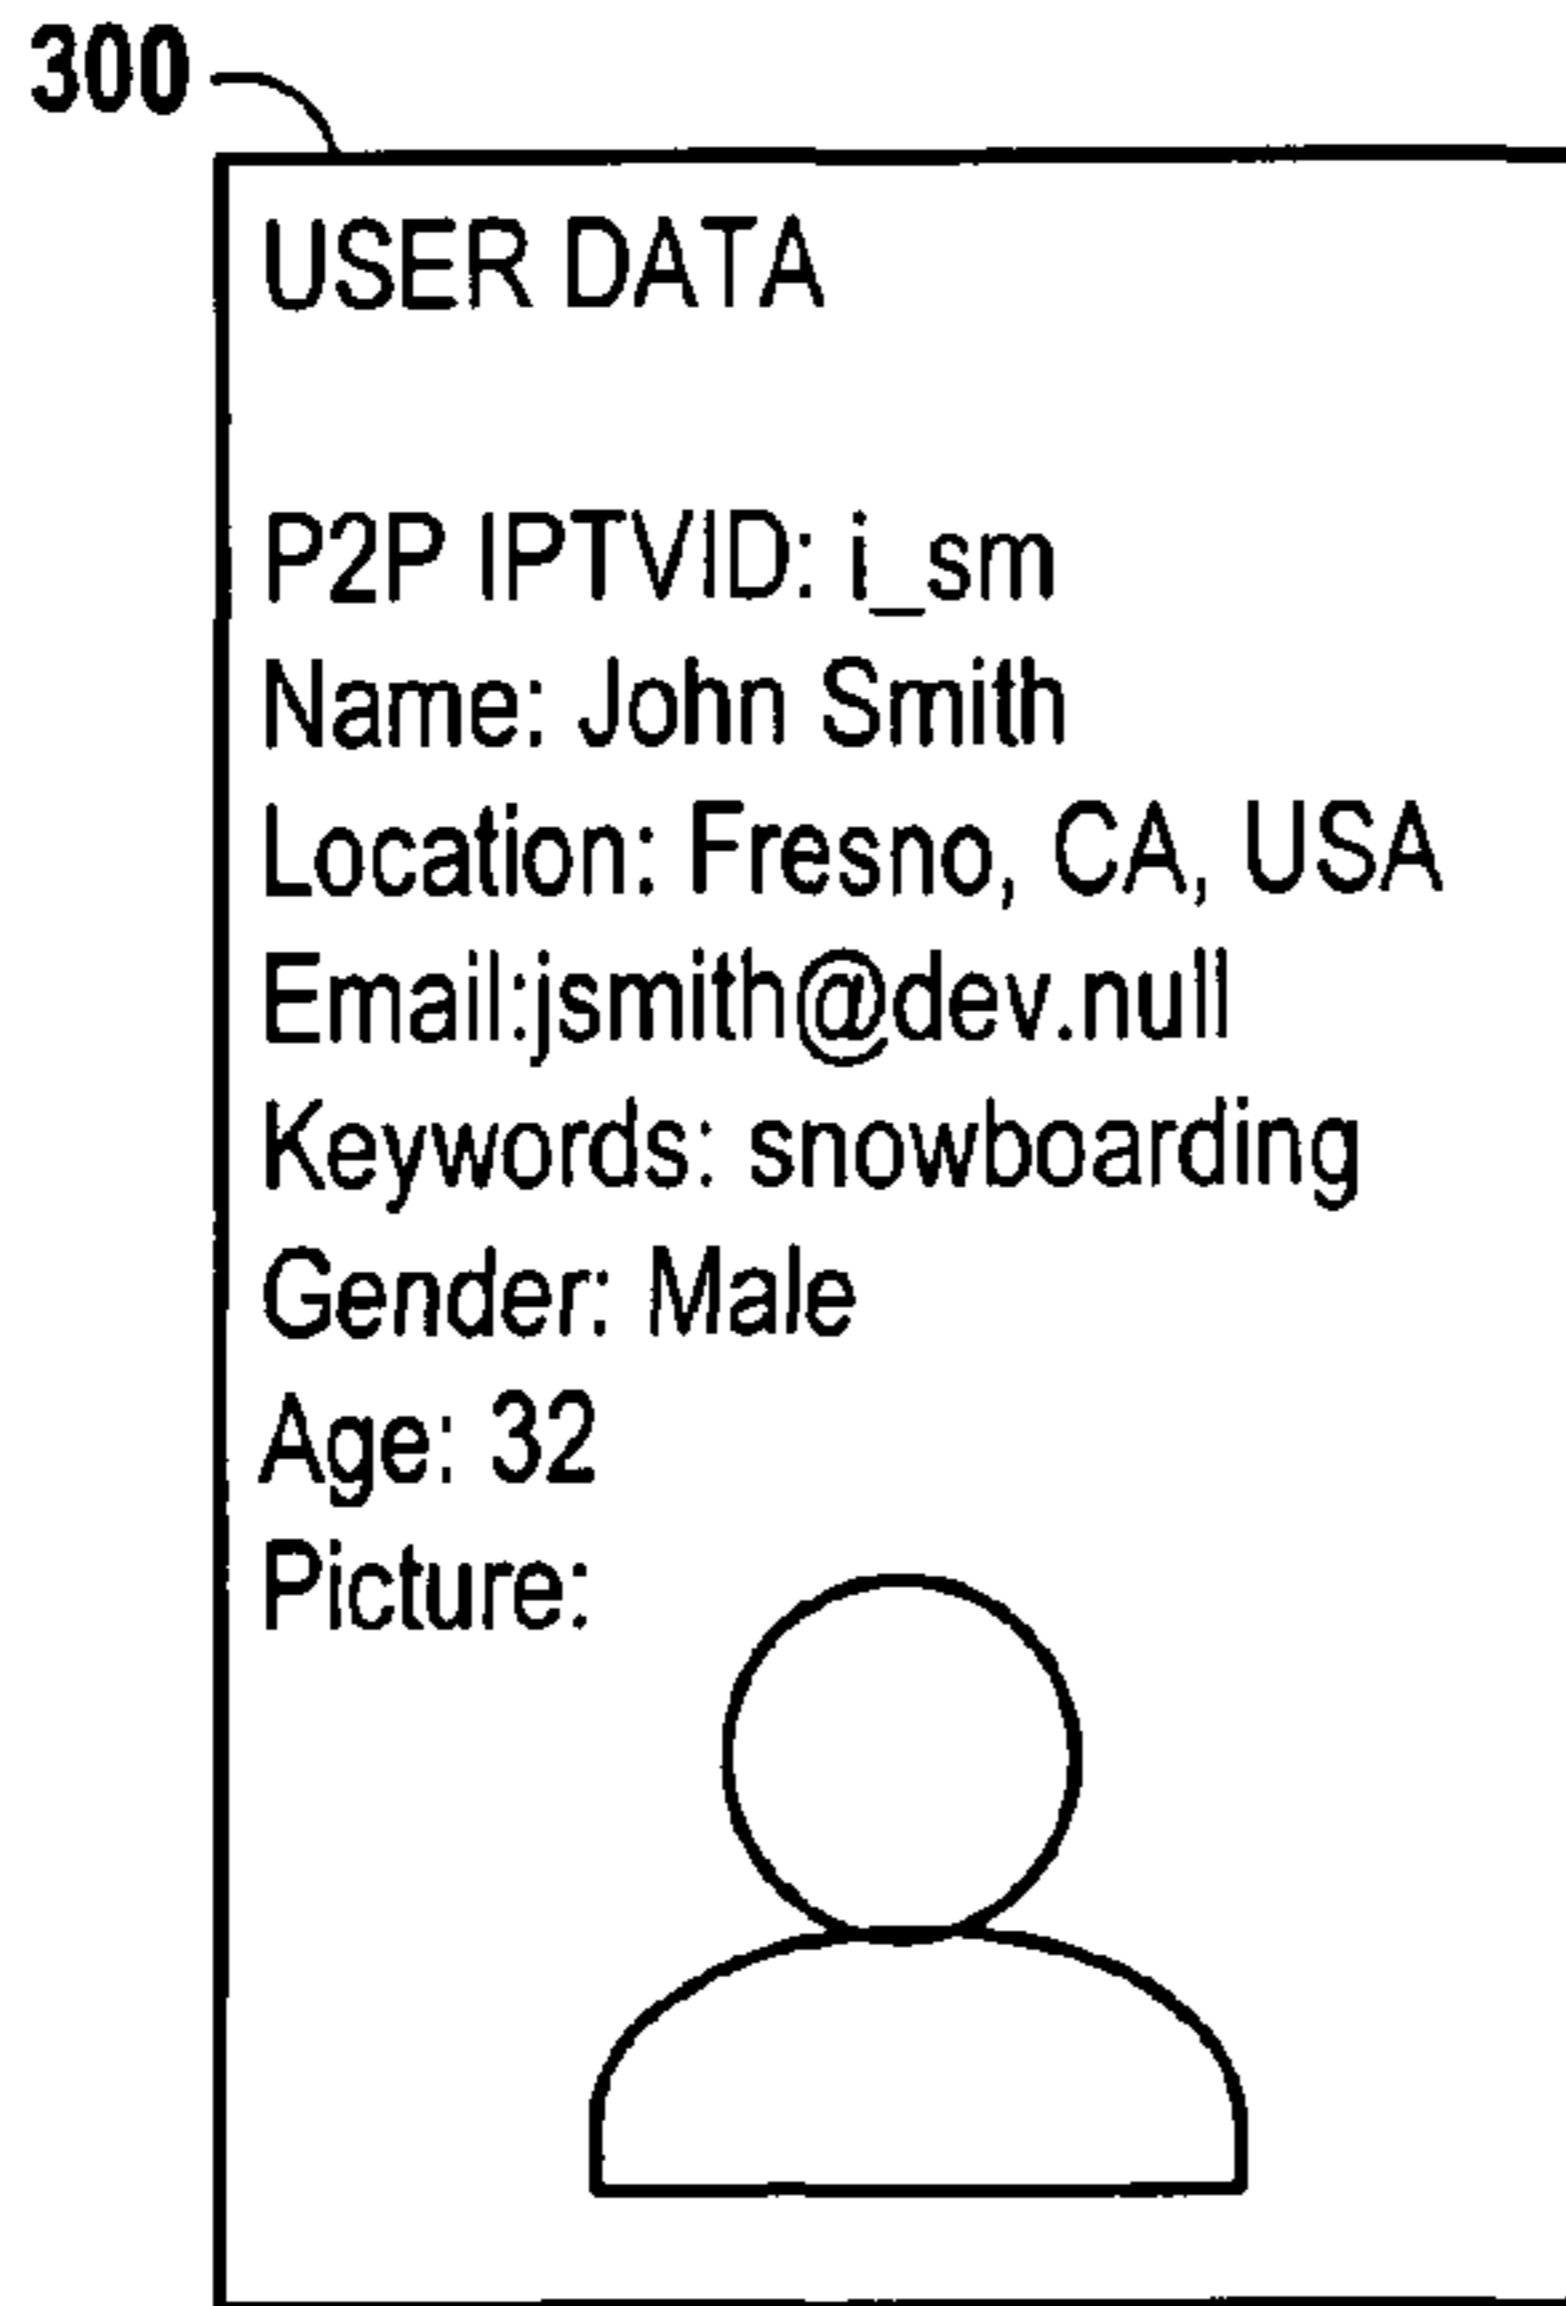 300
USER DATA
P2P IPTVID: i_sm
Name: John Smith
Location: Fresno, CA, USA
Email:jsmith@dev.null
Keywords: snowboarding
Gender: Male
Age: 32
Picture: